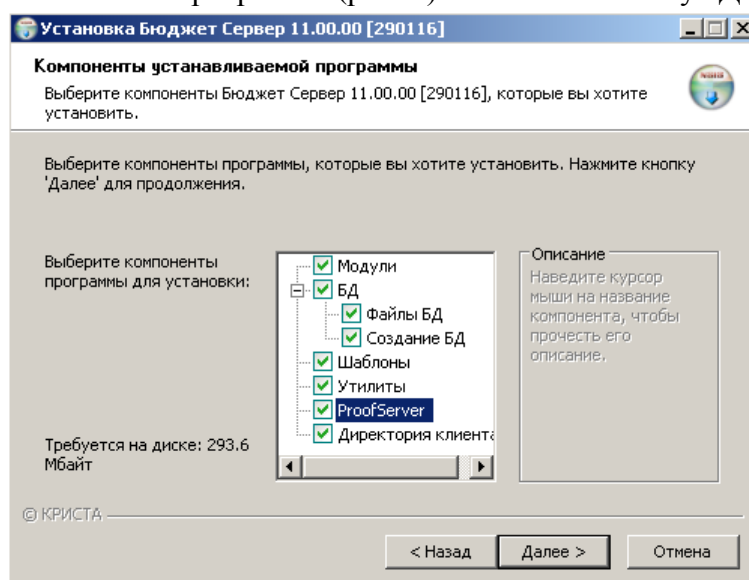 Установка Бюджет Сервер 11.00.00 [290116]
Компоненты устанавливаемой программы
Выберите компоненты Бюджет Сервер 11.00.00 [290116], которые вы хотите
установить.
Выберите компоненты программы, которые вы хотите установить. Нажмите кнопку
'Далее' для продолжения.
Выберите компоненты
программы для установки:
Модули
БД
Файлы БД
Создание БД
Шаблоны
Утилиты
ProofServer
Директория клиента
Описание
Наведите курсор
мыши на название
компонента, чтобы
прочесть его
описание.
Требуется на диске: 293.6
Мбайт
© КРИСТА
< Назад
Далее >
Отмена